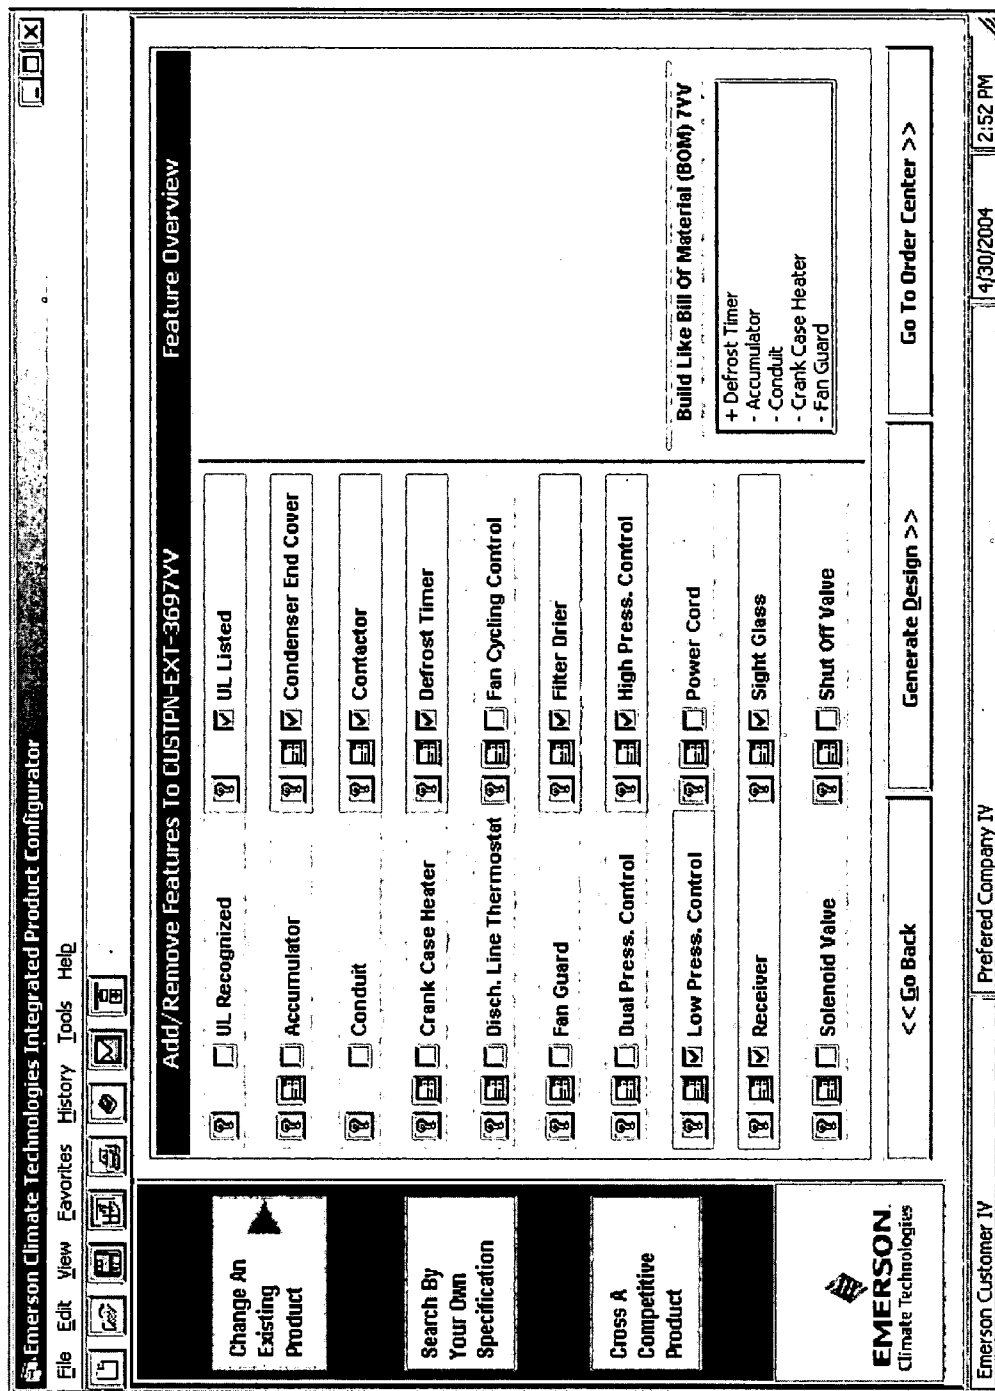 Emerson Climate Technologies Integrated Product Configurator
File Edit View Favorites History Tools Help
Change An
Existing
Product
Search By
Your Own
Specification
Cross A
Competitive
Product
EMERSON.
Climate Technologies
Add/Remove Features To CUSTPN-EXT-3697YV
Feature Overview
UL Recognized
UL Listed
Accumulator
Condenser End Cover
Conduit
Contactor
Crank Case Heater
Defrost Timer
Disch. Line Thermostat
Fan Cycling Control
Fan Guard
Filter Drier
Dual Press. Control
High Press. Control
Low Press. Control
Power Cord
Receiver
Sight Glass
Solenoid Valve
Shut Off Valve
Build Like Bill Of Material (BOM) 7YV
+ Defrost Timer
- Accumulator
- Conduit
- Crank Case Heater
- Fan Guard
<< Go Back
Generate Design >>
Go To Order Center >>
Emerson Customer IV
Prefered Company IV
4/30/2004
2:52 PM